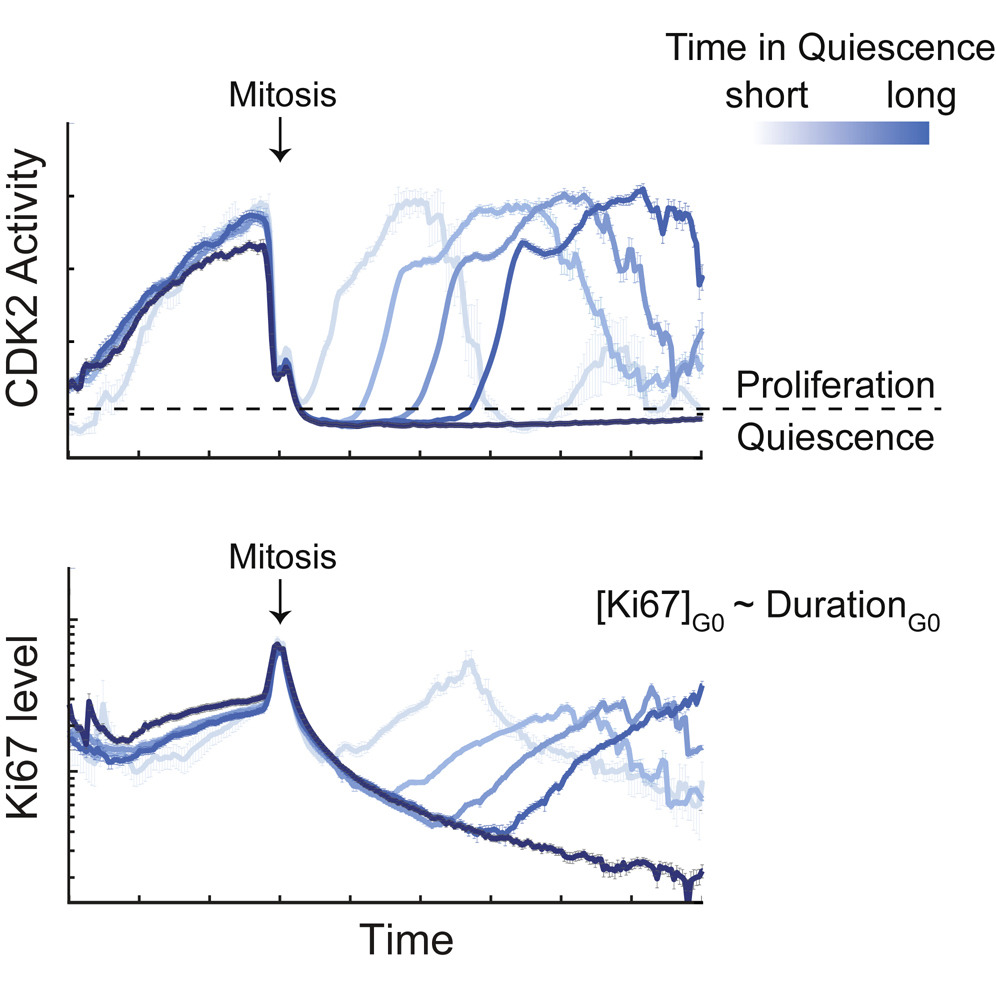 Time in Quiescence
short long
Mitosis
CDK2 Activity
Proliferation
Quiescence
Mitosis
[Ki67]G0 ~ DurationG0
Ki67 level
Time